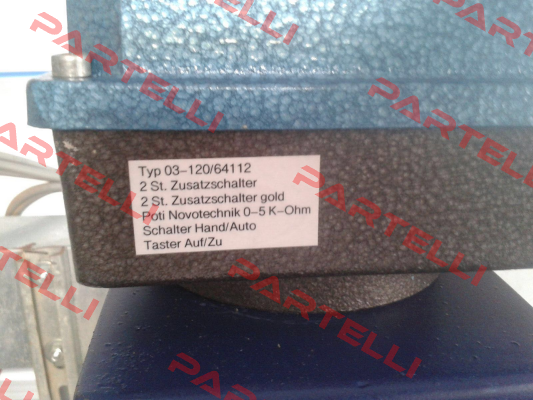 PARTELLI
PARTELLI
PARTELLI
Typ 03-120/64112
2 St. Zusatzschalter
2 St. Zusatzschalter gold
Poti Novotechnik 0-5 K-Ohm
Schalter Hand/Auto
Taster Auf/Zu
PARTELLI
PARTELLI
PARTELLI